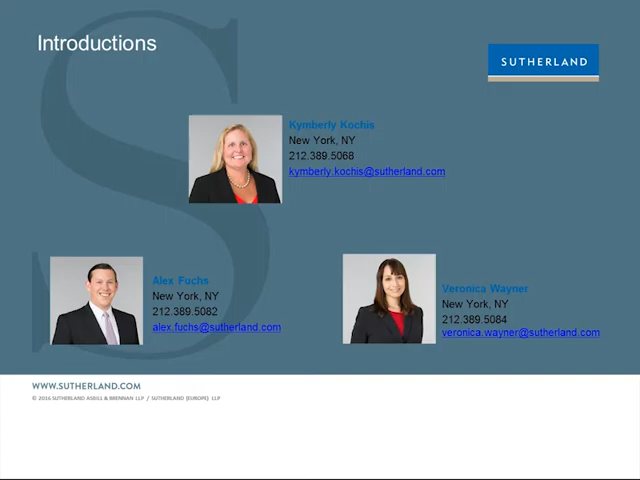 Introductions
SUTHERLAND
Kymberly Kochis
New York, NY
212.389.5068
kymberly.kochis@sutherland.com
Alex Fuchs
New York, NY
212.389.5082
alex.fuchs@sutherland.com
Veronica Wayner
New York, NY
212.389.5084
veronica.wayner@sutherland.com
WWW.SUTHERLAND.COM
© 2016 SUTHERLAND ASBILL & BRENNAN LLP / SUTHERLAND (EUROPE) LLP